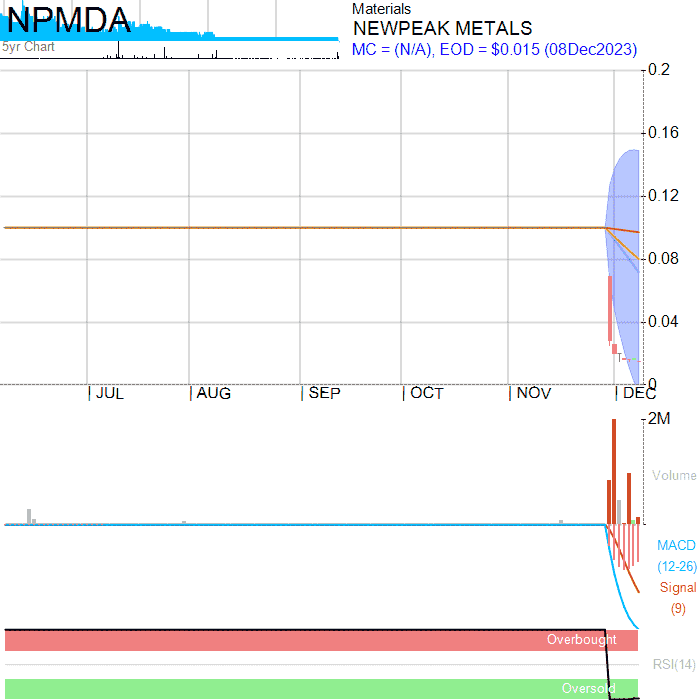 NPMDA
5yr Chart
Materials
NEWPEAK METALS
MC = (N/A), EOD = $0.015 (08Dec2023)
0.2
0.16
0.12
0.08
0.04
0
JUL AUG SEP OCT NOV DEC
2M
Volume
MACD
(12-26)
Signal
(9)
Overbought
RSI(14)
Oversold